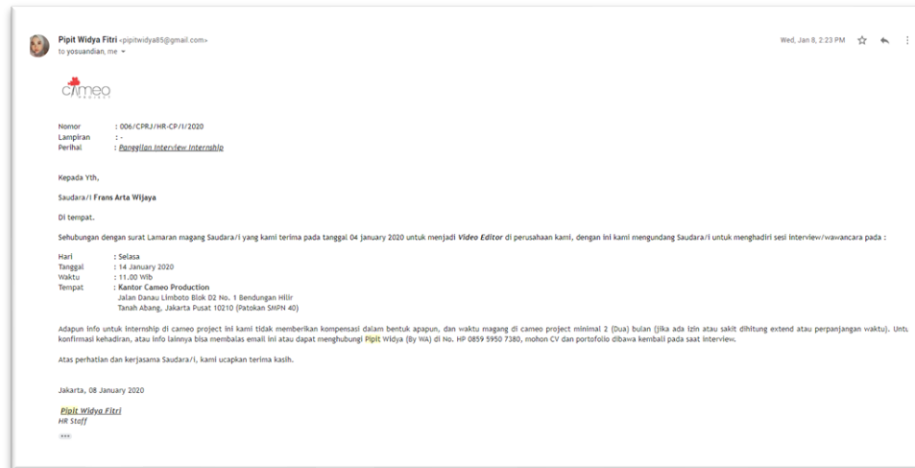 Pipit Widya Fitri <pipitwidya85@gmail.com>
Wed, Jan 8, 2:23 PM
to yosuandian, me
cameo
PROJECT
Nomor : 006/CPRJ/HR-CP/I/2020
Lampiran : -
Perihal : Panggilan Interview Internship
Kepada Yth,
Saudara/i Frans Arta Wijaya
Di tempat.
Sehubungan dengan surat Lamaran magang Saudara/i yang kami terima pada tanggal 04 january 2020 untuk menjadi Video Editor di perusahaan kami, dengan ini kami mengundang Saudara/i untuk menghadiri sesi interview/wawancara pada :
Hari : Selasa
Tanggal : 14 January 2020
Waktu : 11.00 Wib
Tempat : Kantor Cameo Production
Jalan Danau Limboto Blok D2 No. 1 Bendungan Hilir
Tanah Abang, Jakarta Pusat 10210 (Patokan SMPN 40)
Adapun info untuk internship di cameo project ini kami tidak memberikan kompensasi dalam bentuk apapun, dan waktu magang di cameo project minimal 2 (Dua) bulan (jika ada izin atau sakit dihitung extend atau perpanjangan waktu). Untu
konfirmasi kehadiran, atau info lainnya bisa membalas email ini atau dapat menghubungi Pipit Widya (By WA) di No. HP 0859 5950 7380, mohon CV dan portofolio dibawa kembali pada saat interview.
Atas perhatian dan kerjasama Saudara/i, kami ucapkan terima kasih.
Jakarta, 08 January 2020
Pipit Widya Fitri
HR Staff